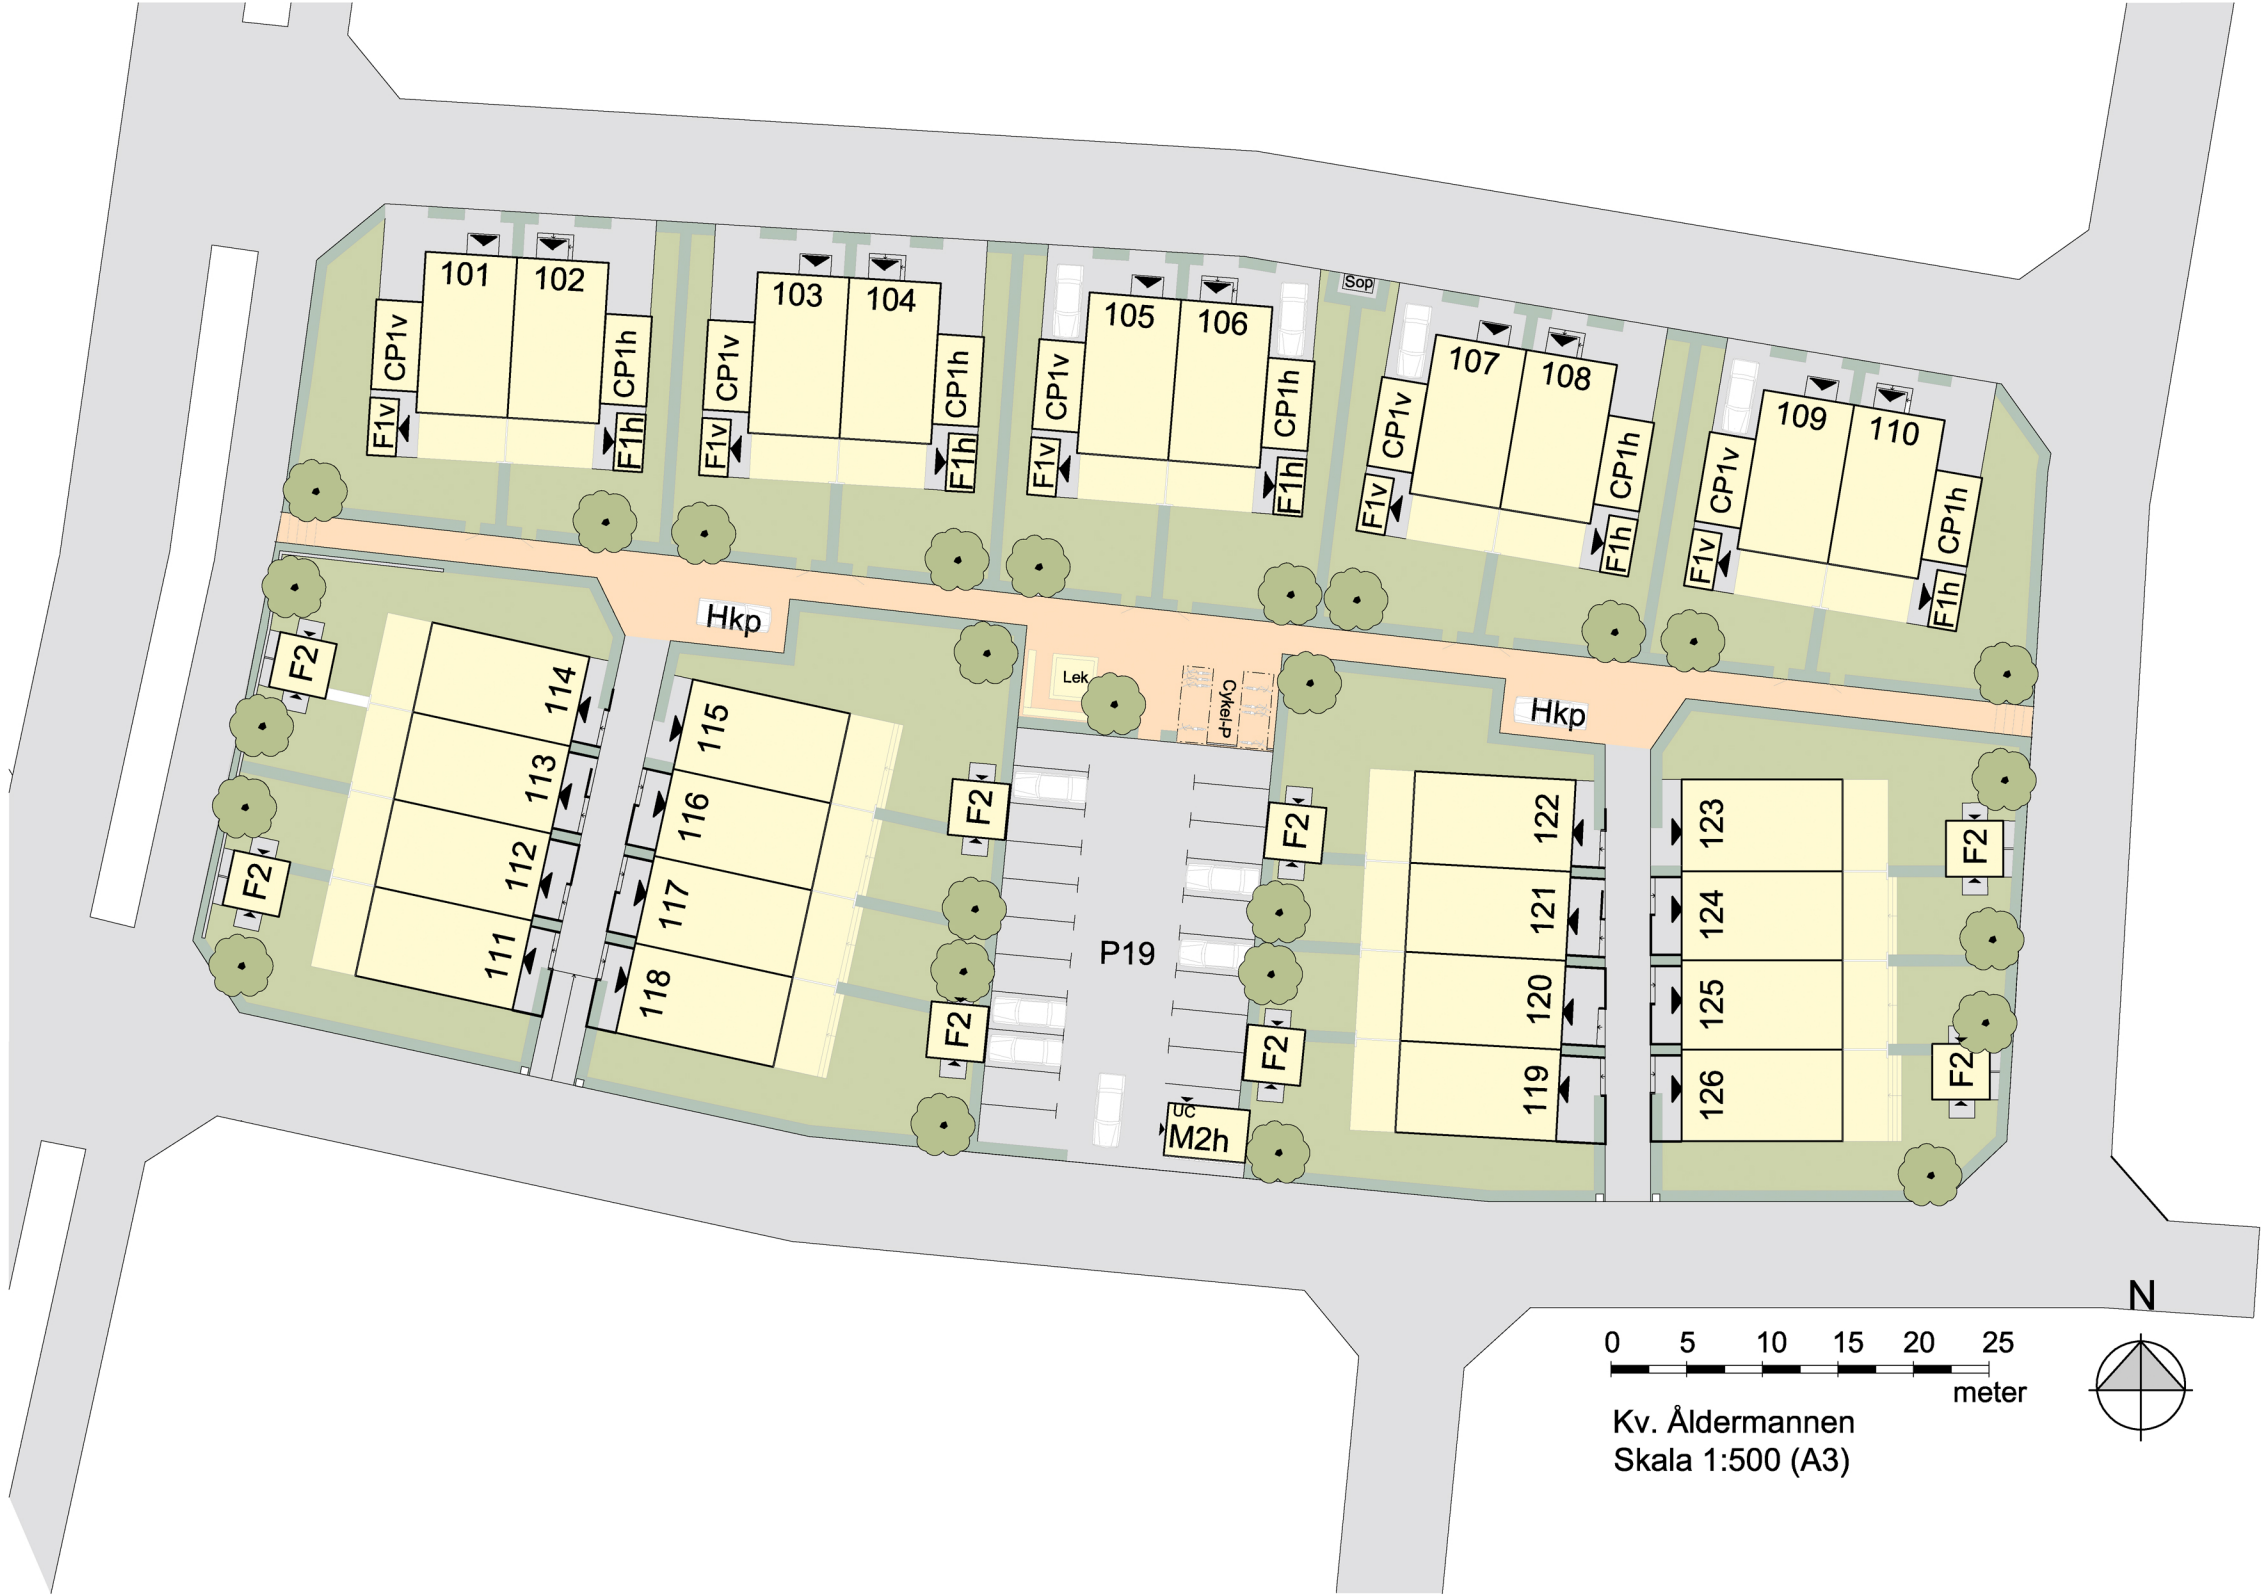 Sop
101
102
103
104
105
106
107
108
109
110
CP1v
CP1h
CP1v
CP1h
CP1v
CP1h
CP1v
CP1h
CP1v
CP1h
F1v
F1h
F1v
F1h
F1v
F1h
F1v
F1h
F1v
F1h
Hkp
Lek
Cykel-P
Hkp
F2
114
113
112
111
F2
115
116
117
118
F2
F2
P19
UC
M2h
F2
F2
122
121
120
119
123
124
125
126
F2
F2
N
0 5 10 15 20 25
meter
Kv. Åldermannen
Skala 1:500 (A3)